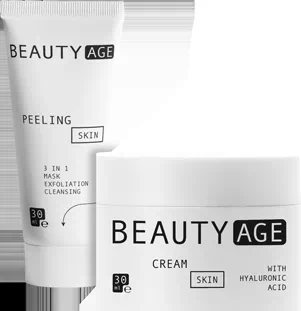 BEAUTY AGE
PEELING
SKIN
3 IN 1
MASK
EXFOLIATION
CLEANSING
30
ml e
BEAUTY AGE
CREAM
SKIN
WITH
HYALURONIC
ACID
30
ml e